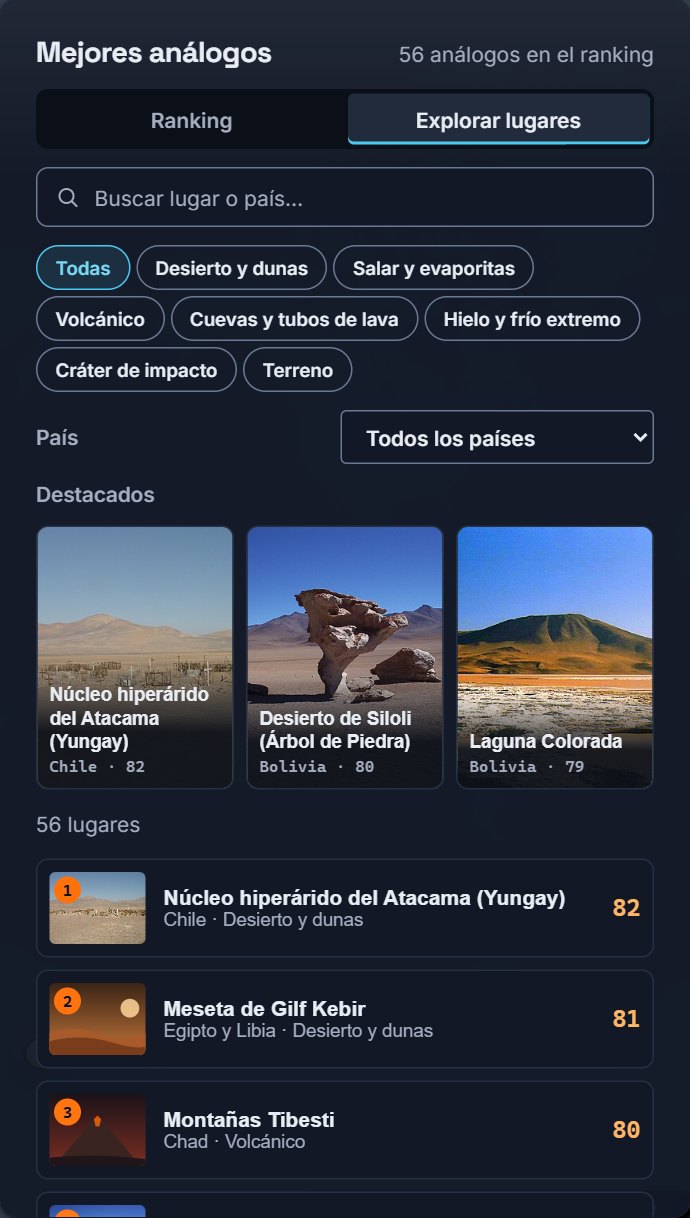 Mejores análogos
56 análogos en el ranking
Ranking
Explorar lugares
Buscar lugar o país...
Todas
Desierto y dunas
Salar y evaporitas
Volcánico
Cuevas y tubos de lava
Hielo y frío extremo
Cráter de impacto
Terreno
País
Todos los países
Destacados
Núcleo hiperárido
del Atacama
(Yungay)
Chile · 82
Desierto de Siloli
(Árbol de Piedra)
Bolivia · 80
Laguna Colorada
Bolivia · 79
56 lugares
1
Núcleo hiperárido del Atacama (Yungay)
Chile · Desierto y dunas
82
2
Meseta de Gilf Kebir
Egipto y Libia · Desierto y dunas
81
3
Montañas Tibesti
Chad · Volcánico
80